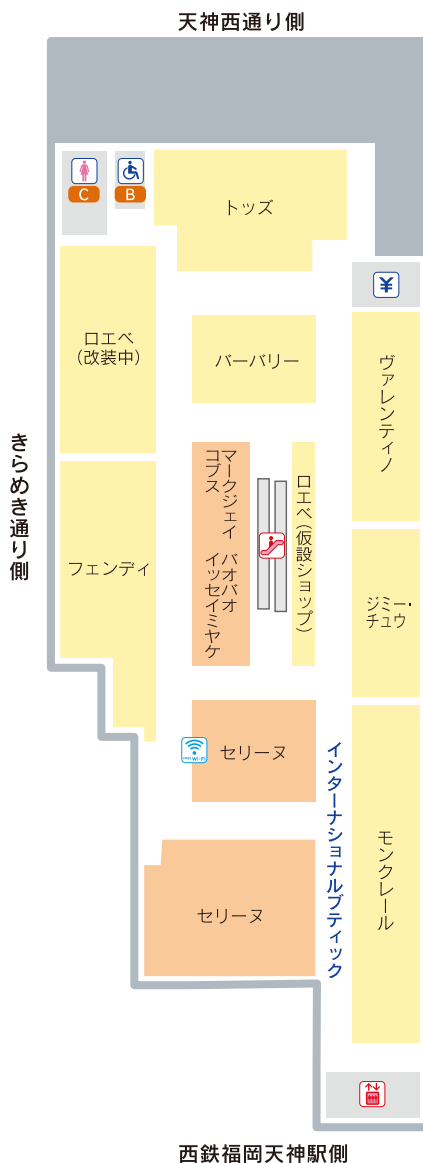 天神西通り側
C
B
トッズ
¥
ロエベ
（改装中）
バーバリー
ヴァレンティノ
きらめき通り側
マークジェイ
コブス
バオバオ
イッセイミヤケ
ロエベ（仮設ショップ）
フェンディ
ジミー・
チュウ
Wi-Fi
セリーヌ
インターナショナルブティック
モンクレール
セリーヌ
西鉄福岡天神駅側